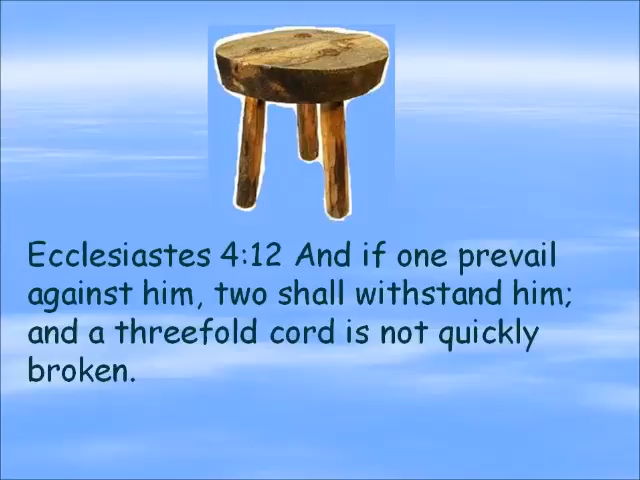 Ecclesiastes 4:12 And if one prevail
against him, two shall withstand him;
and a threefold cord is not quickly
broken.